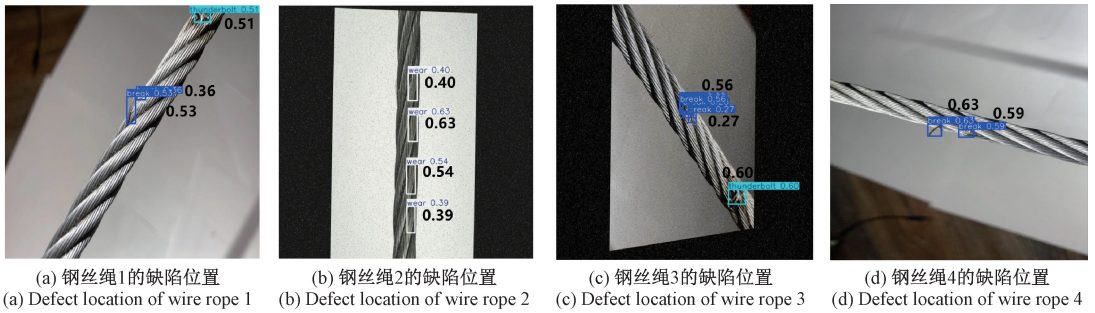 thunderbolt 0.51
0.51
0.36
break 0.53
0.53
wear 0.40
0.40
wear 0.63
0.63
wear 0.54
0.54
wear 0.39
0.39
0.56
break 0.56
reak 0.27
0.27
0.60
thunderbolt 0.60
0.63
0.59
break 0.63
break 0.59
(a) 钢丝绳1的缺陷位置
(a) Defect location of wire rope 1
(b) 钢丝绳2的缺陷位置
(b) Defect location of wire rope 2
(c) 钢丝绳3的缺陷位置
(c) Defect location of wire rope 3
(d) 钢丝绳4的缺陷位置
(d) Defect location of wire rope 4